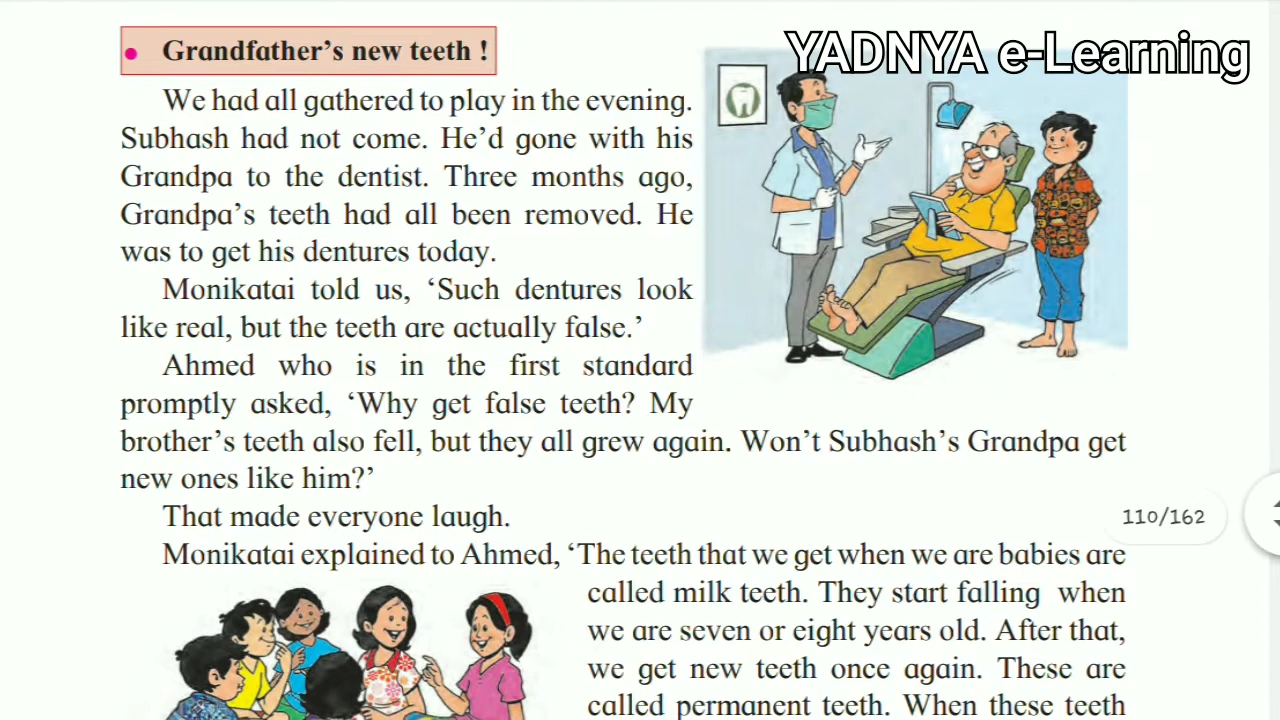 YADNYA e-Learning
• Grandfather's new teeth !
We had all gathered to play in the evening.
Subhash had not come. He'd gone with his
Grandpa to the dentist. Three months ago,
Grandpa's teeth had all been removed. He
was to get his dentures today.
Monikatai told us, ‘Such dentures look
like real, but the teeth are actually false.’
Ahmed who is in the first standard
promptly asked, ‘Why get false teeth? My
brother's teeth also fell, but they all grew again. Won't Subhash's Grandpa get
new ones like him?’
That made everyone laugh.
110/162
Monikatai explained to Ahmed, ‘The teeth that we get when we are babies are
called milk teeth. They start falling when
we are seven or eight years old. After that,
we get new teeth once again. These are
called permanent teeth. When these teeth